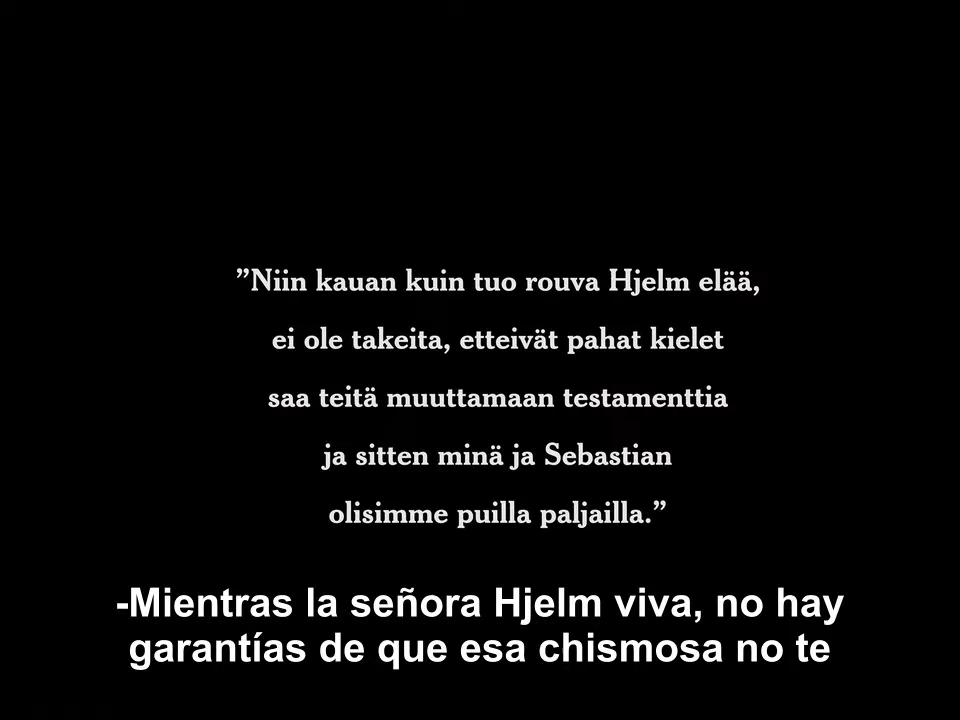 ”Niin kauan kuin tuo rouva Hjelm elää,
ei ole takeita, etteivät pahat kielet
saa teitä muuttamaan testamenttia
ja sitten minä ja Sebastian
olisimme puilla paljailla.”
-Mientras la señora Hjelm viva, no hay
garantías de que esa chismosa no te